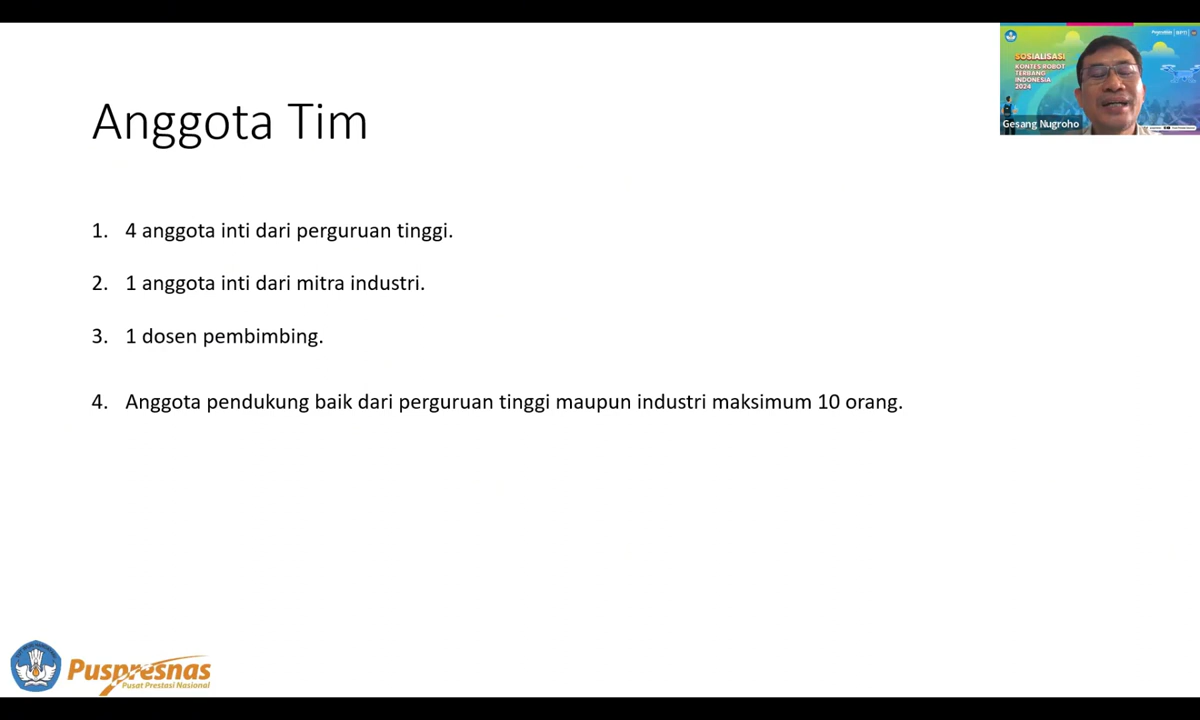 SOSIALISASI
KONTES ROBOT
TERBANG
INDONESIA
2024
Gesang Nugroho
Anggota Tim
1. 4 anggota inti dari perguruan tinggi.
2. 1 anggota inti dari mitra industri.
3. 1 dosen pembimbing.
4. Anggota pendukung baik dari perguruan tinggi maupun industri maksimum 10 orang.
Puspresnas
Pusat Prestasi Nasional